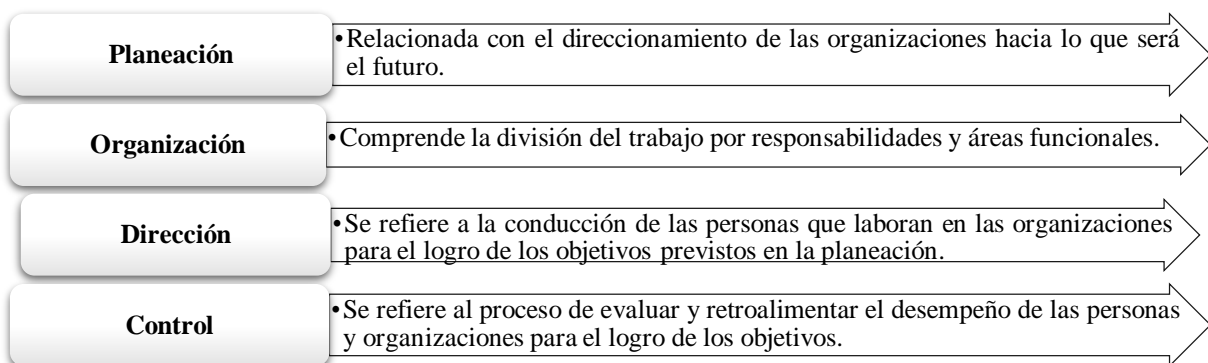 Planeación
•Relacionada con el direccionamiento de las organizaciones hacia lo que será
el futuro.
Organización
•Comprende la división del trabajo por responsabilidades y áreas funcionales.
Dirección
•Se refiere a la conducción de las personas que laboran en las organizaciones
para el logro de los objetivos previstos en la planeación.
Control
•Se refiere al proceso de evaluar y retroalimentar el desempeño de las personas
y organizaciones para el logro de los objetivos.